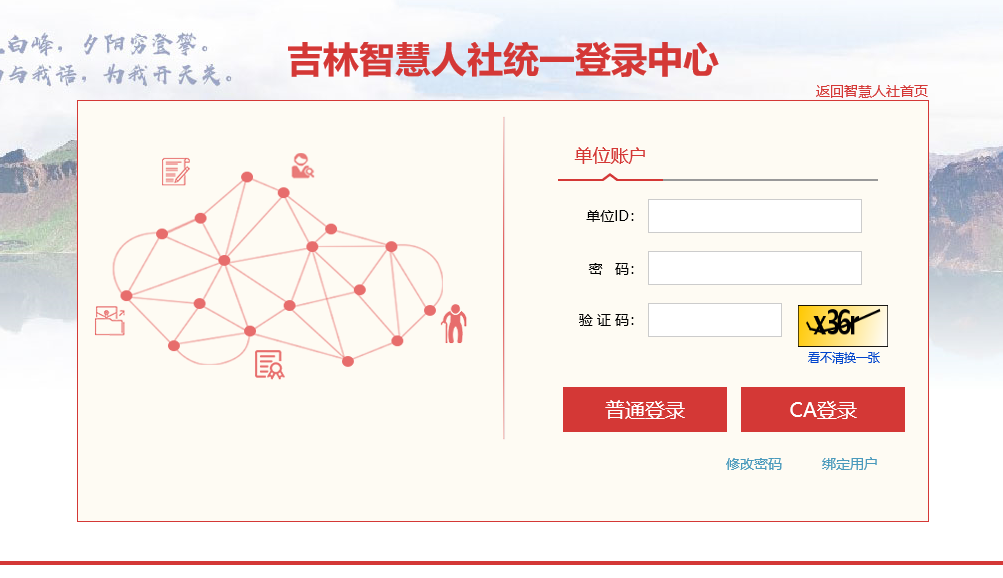 白峰，夕阳穷登攀。
与我语，为我开天关。
吉林智慧人社统一登录中心
返回智慧人社首页
单位账户
单位ID：
密 码：
验 证 码：
x36r
看不清换一张
普通登录
CA登录
修改密码
绑定用户